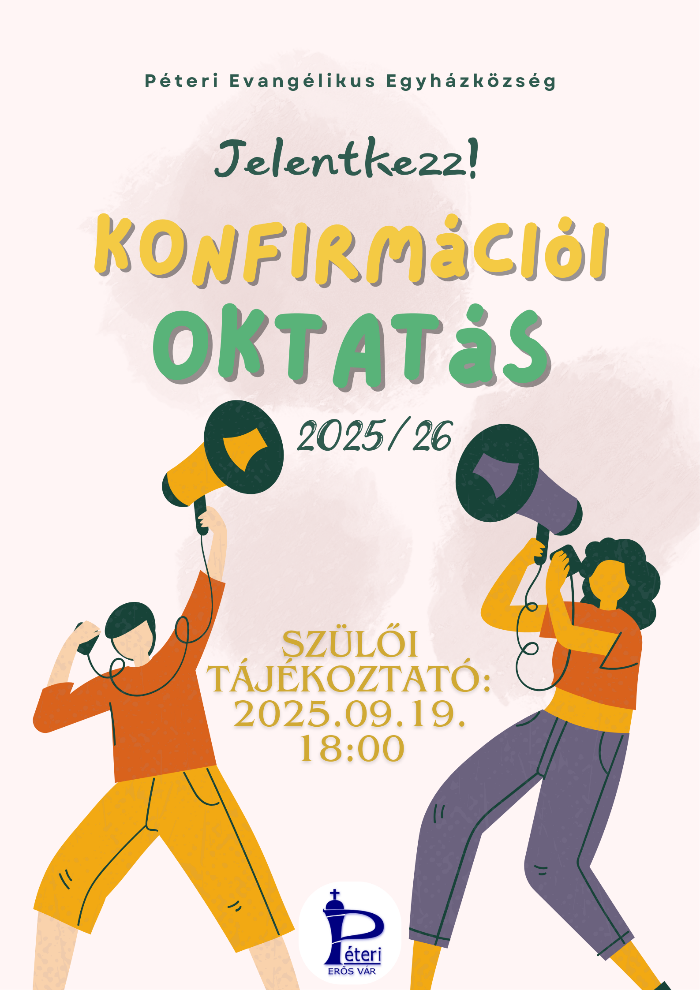 Péteri Evangélikus Egyházközség
Jelentkezz!
KONFIRMáCIÓI
OKTATáS
2025/26
SZÜLŐI
TÁJÉKOZTATÓ:
2025.09.19.
18:00
Péteri
ERŐS VÁR